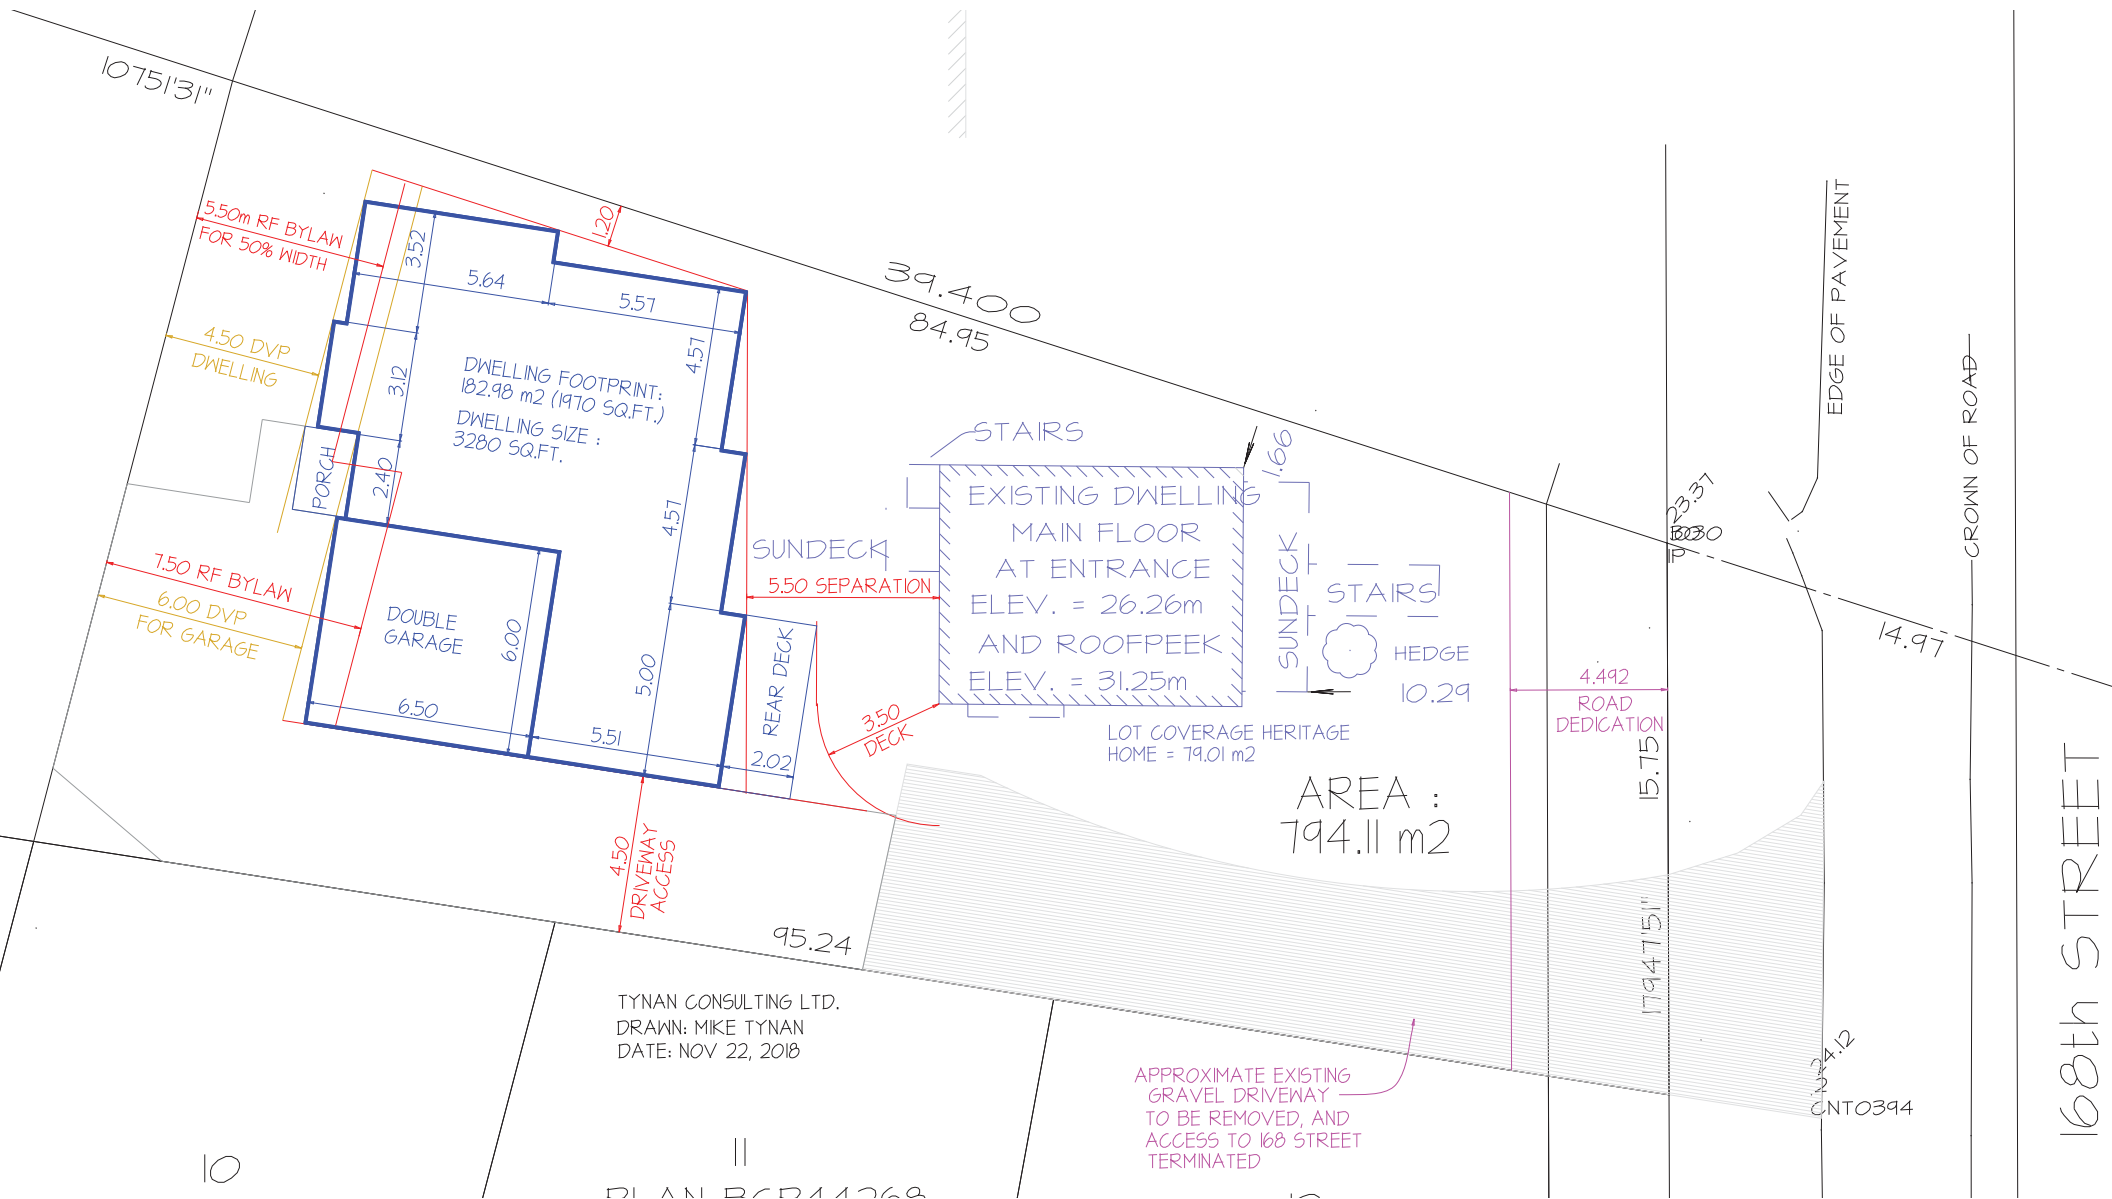 10751'31"
5.50m RF BYLAW
FOR 50% WIDTH
4.50 DVP
DWELLING
7.50 RF BYLAW
6.00 DVP
FOR GARAGE
3.52
5.64
5.57
1.20
3.12
2.40
4.57
4.57
5.00
DWELLING FOOTPRINT:
182.98 m2 (1970 SQ.FT.)
DWELLING SIZE :
3280 SQ.FT.
PORCH
DOUBLE
GARAGE
6.00
6.50
5.51
2.02
REAR DECK
4.50
DRIVEWAY
ACCESS
3.50
DECK
5.50 SEPARATION
SUNDECK
STAIRS
39.400
84.95
EXISTING DWELLING
MAIN FLOOR
AT ENTRANCE
ELEV. = 26.26m
AND ROOFPEEK
ELEV. = 31.25m
1.66
SUNDECK
STAIRS
HEDGE
10.29
LOT COVERAGE HERITAGE
HOME = 79.01 m2
AREA :
794.11 m2
4.492
ROAD
DEDICATION
15.75
17947'51"
23.37
IP
EDGE OF PAVEMENT
CROWN OF ROAD
14.97
168th STREET
CNT0394
95.24
TYNAN CONSULTING LTD.
DRAWN: MIKE TYNAN
DATE: NOV 22, 2018
APPROXIMATE EXISTING
GRAVEL DRIVEWAY
TO BE REMOVED, AND
ACCESS TO 168 STREET
TERMINATED
10
11
PLAN BCP44268